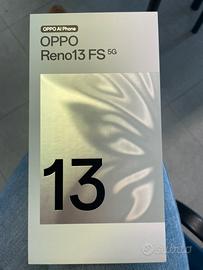 OPPO AI Phone
OPPO
Reno13 FS 5G
13
subito